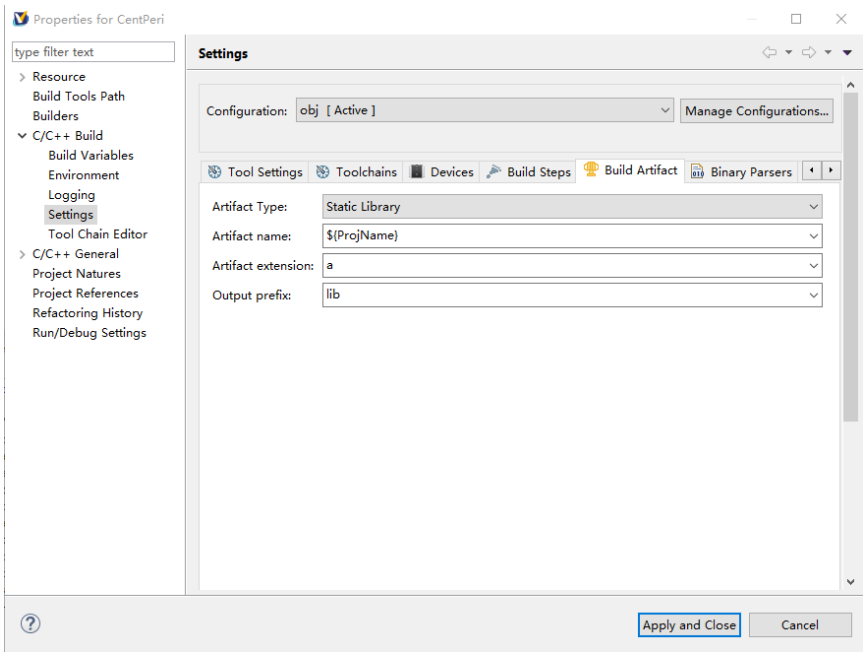 Properties for CentPeri
type filter text
Resource
Build Tools Path
Builders
C/C++ Build
Build Variables
Environment
Logging
Settings
Tool Chain Editor
C/C++ General
Project Natures
Project References
Refactoring History
Run/Debug Settings
Settings
Configuration: obj [ Active ] Manage Configurations...
Tool Settings Toolchains Devices Build Steps Build Artifact Binary Parsers
Artifact Type: Static Library
Artifact name: ${ProjName}
Artifact extension: a
Output prefix: lib
Apply and Close Cancel